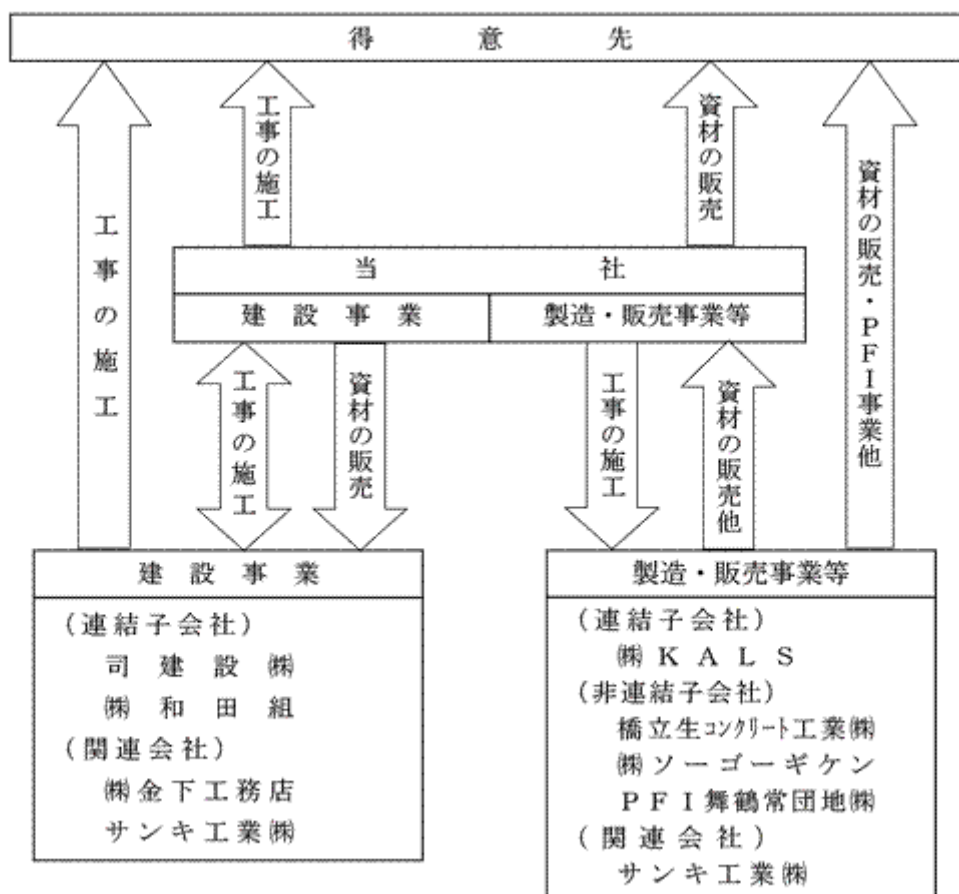 得意先
工事の施工
資材の販売
工事の施工
資材の販売・PFI事業他
当社
建設事業
製造・販売事業等
工事の施工
資材の販売
工事の施工
資材の販売他
建設事業
(連結子会社)
司建設㈱
㈱和田組
(関連会社)
㈱金下工務店
サンキ工業㈱
製造・販売事業等
(連結子会社)
㈱KALS
(非連結子会社)
橋立生コンクリート工業㈱
㈱ソーゴーギケン
PFI舞鶴常団地㈱
(関連会社)
サンキ工業㈱